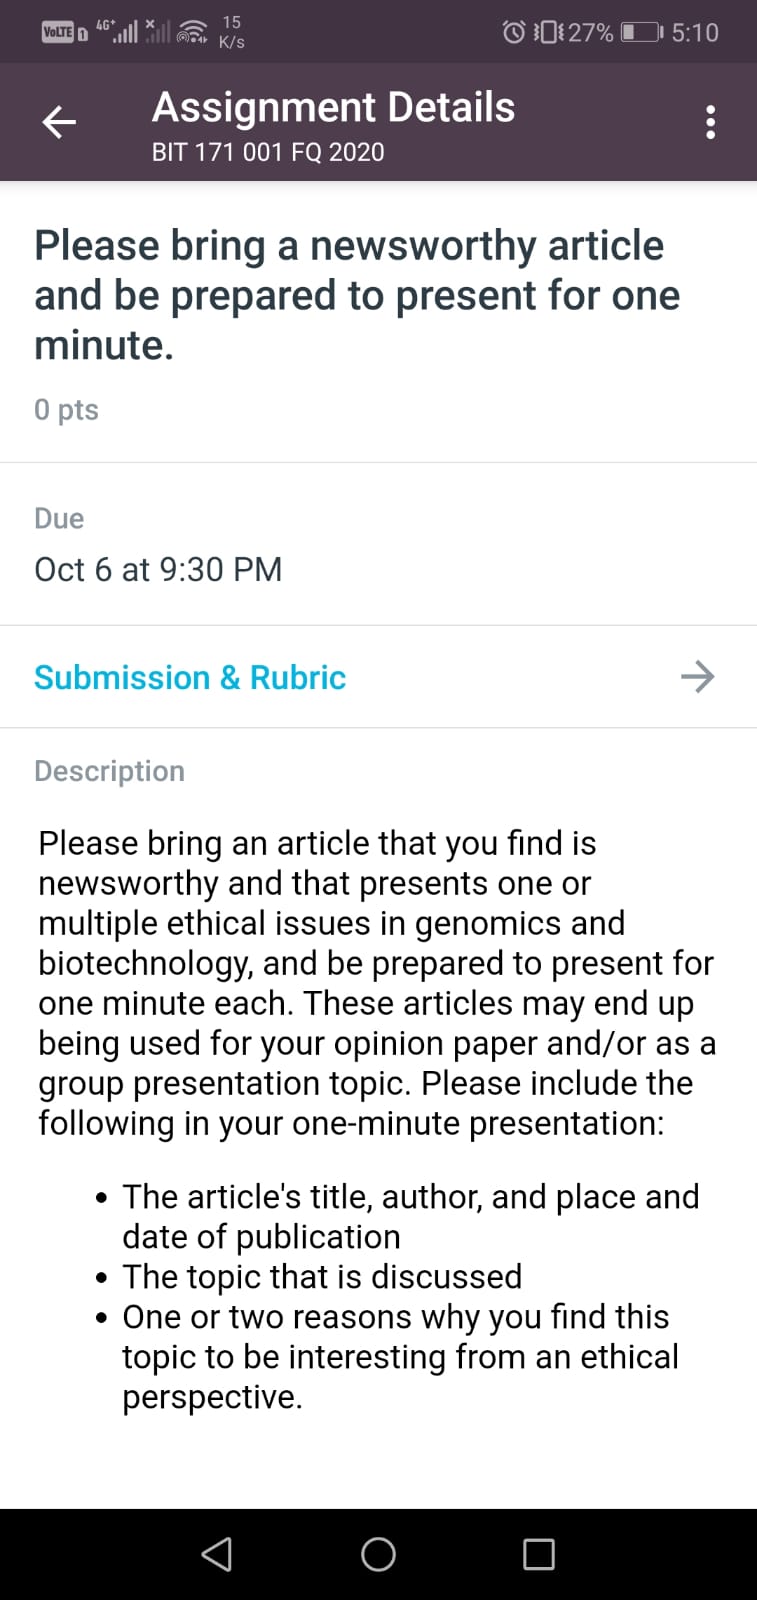 VoLTE 1 4G+ 15 K/s 27% 5:10
Assignment Details
BIT 171 001 FQ 2020
Please bring a newsworthy article
and be prepared to present for one
minute.
0 pts
Due
Oct 6 at 9:30 PM
Submission & Rubric
Description
Please bring an article that you find is
newsworthy and that presents one or
multiple ethical issues in genomics and
biotechnology, and be prepared to present for
one minute each. These articles may end up
being used for your opinion paper and/or as a
group presentation topic. Please include the
following in your one-minute presentation:
• The article's title, author, and place and
date of publication
• The topic that is discussed
• One or two reasons why you find this
topic to be interesting from an ethical
perspective.